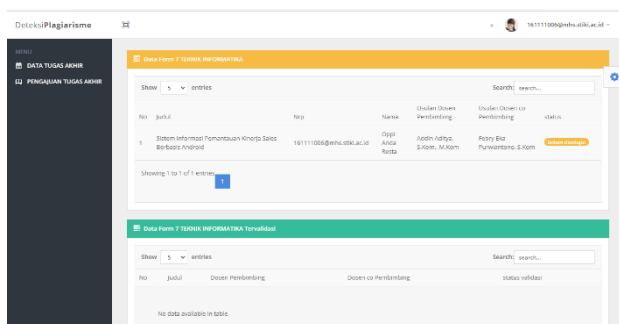 DeteksiPlagiarisme
161111006@mhs.stiki.ac.id
MENU
DATA TUGAS AKHIR
PENGAJUAN TUGAS AKHIR
Data Form 7 TEKNIK INFORMATIKA
Show 5 entries Search: search...
No Judul Nrp Nama Usulan Dosen Pembimbing Usulan Dosen co Pembimbing status
1 Sistem Informasi Pemantauan Kinerja Sales Berbasis Android 161111006@mhs.stiki.ac.id Oppi Anda Resta Addin Aditya, S.Kom., M.Kom Febry Eka Purwiantono, S.Kom belum disetujui
Showing 1 to 1 of 1 entries
1
Data Form 7 TEKNIK INFORMATIKA Tervalidasi
Show 5 entries Search: search...
No Judul Dosen Pembimbing Dosen co Pembimbing status validasi
No data available in table